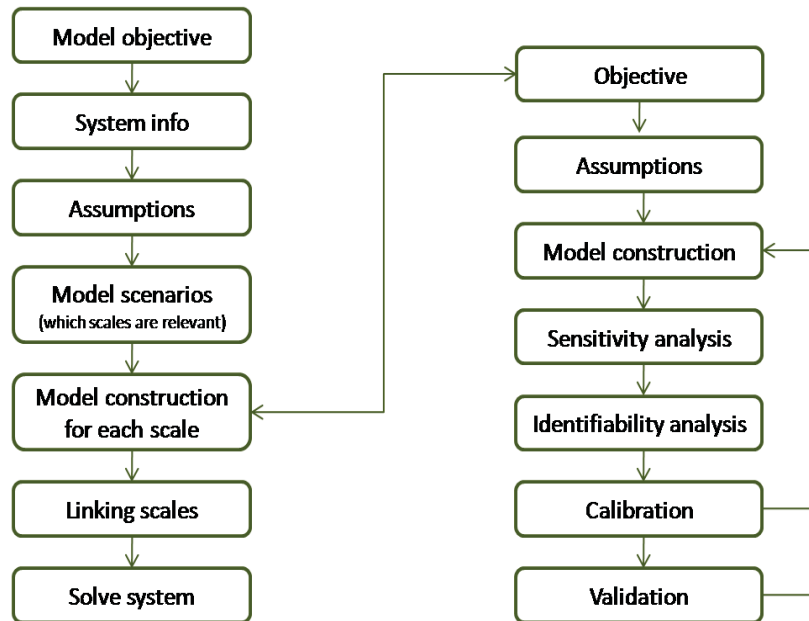 Model objective
System info
Assumptions
Model scenarios
(which scales are relevant)
Model construction
for each scale
Linking scales
Solve system
Objective
Assumptions
Model construction
Sensitivity analysis
Identifiability analysis
Calibration
Validation